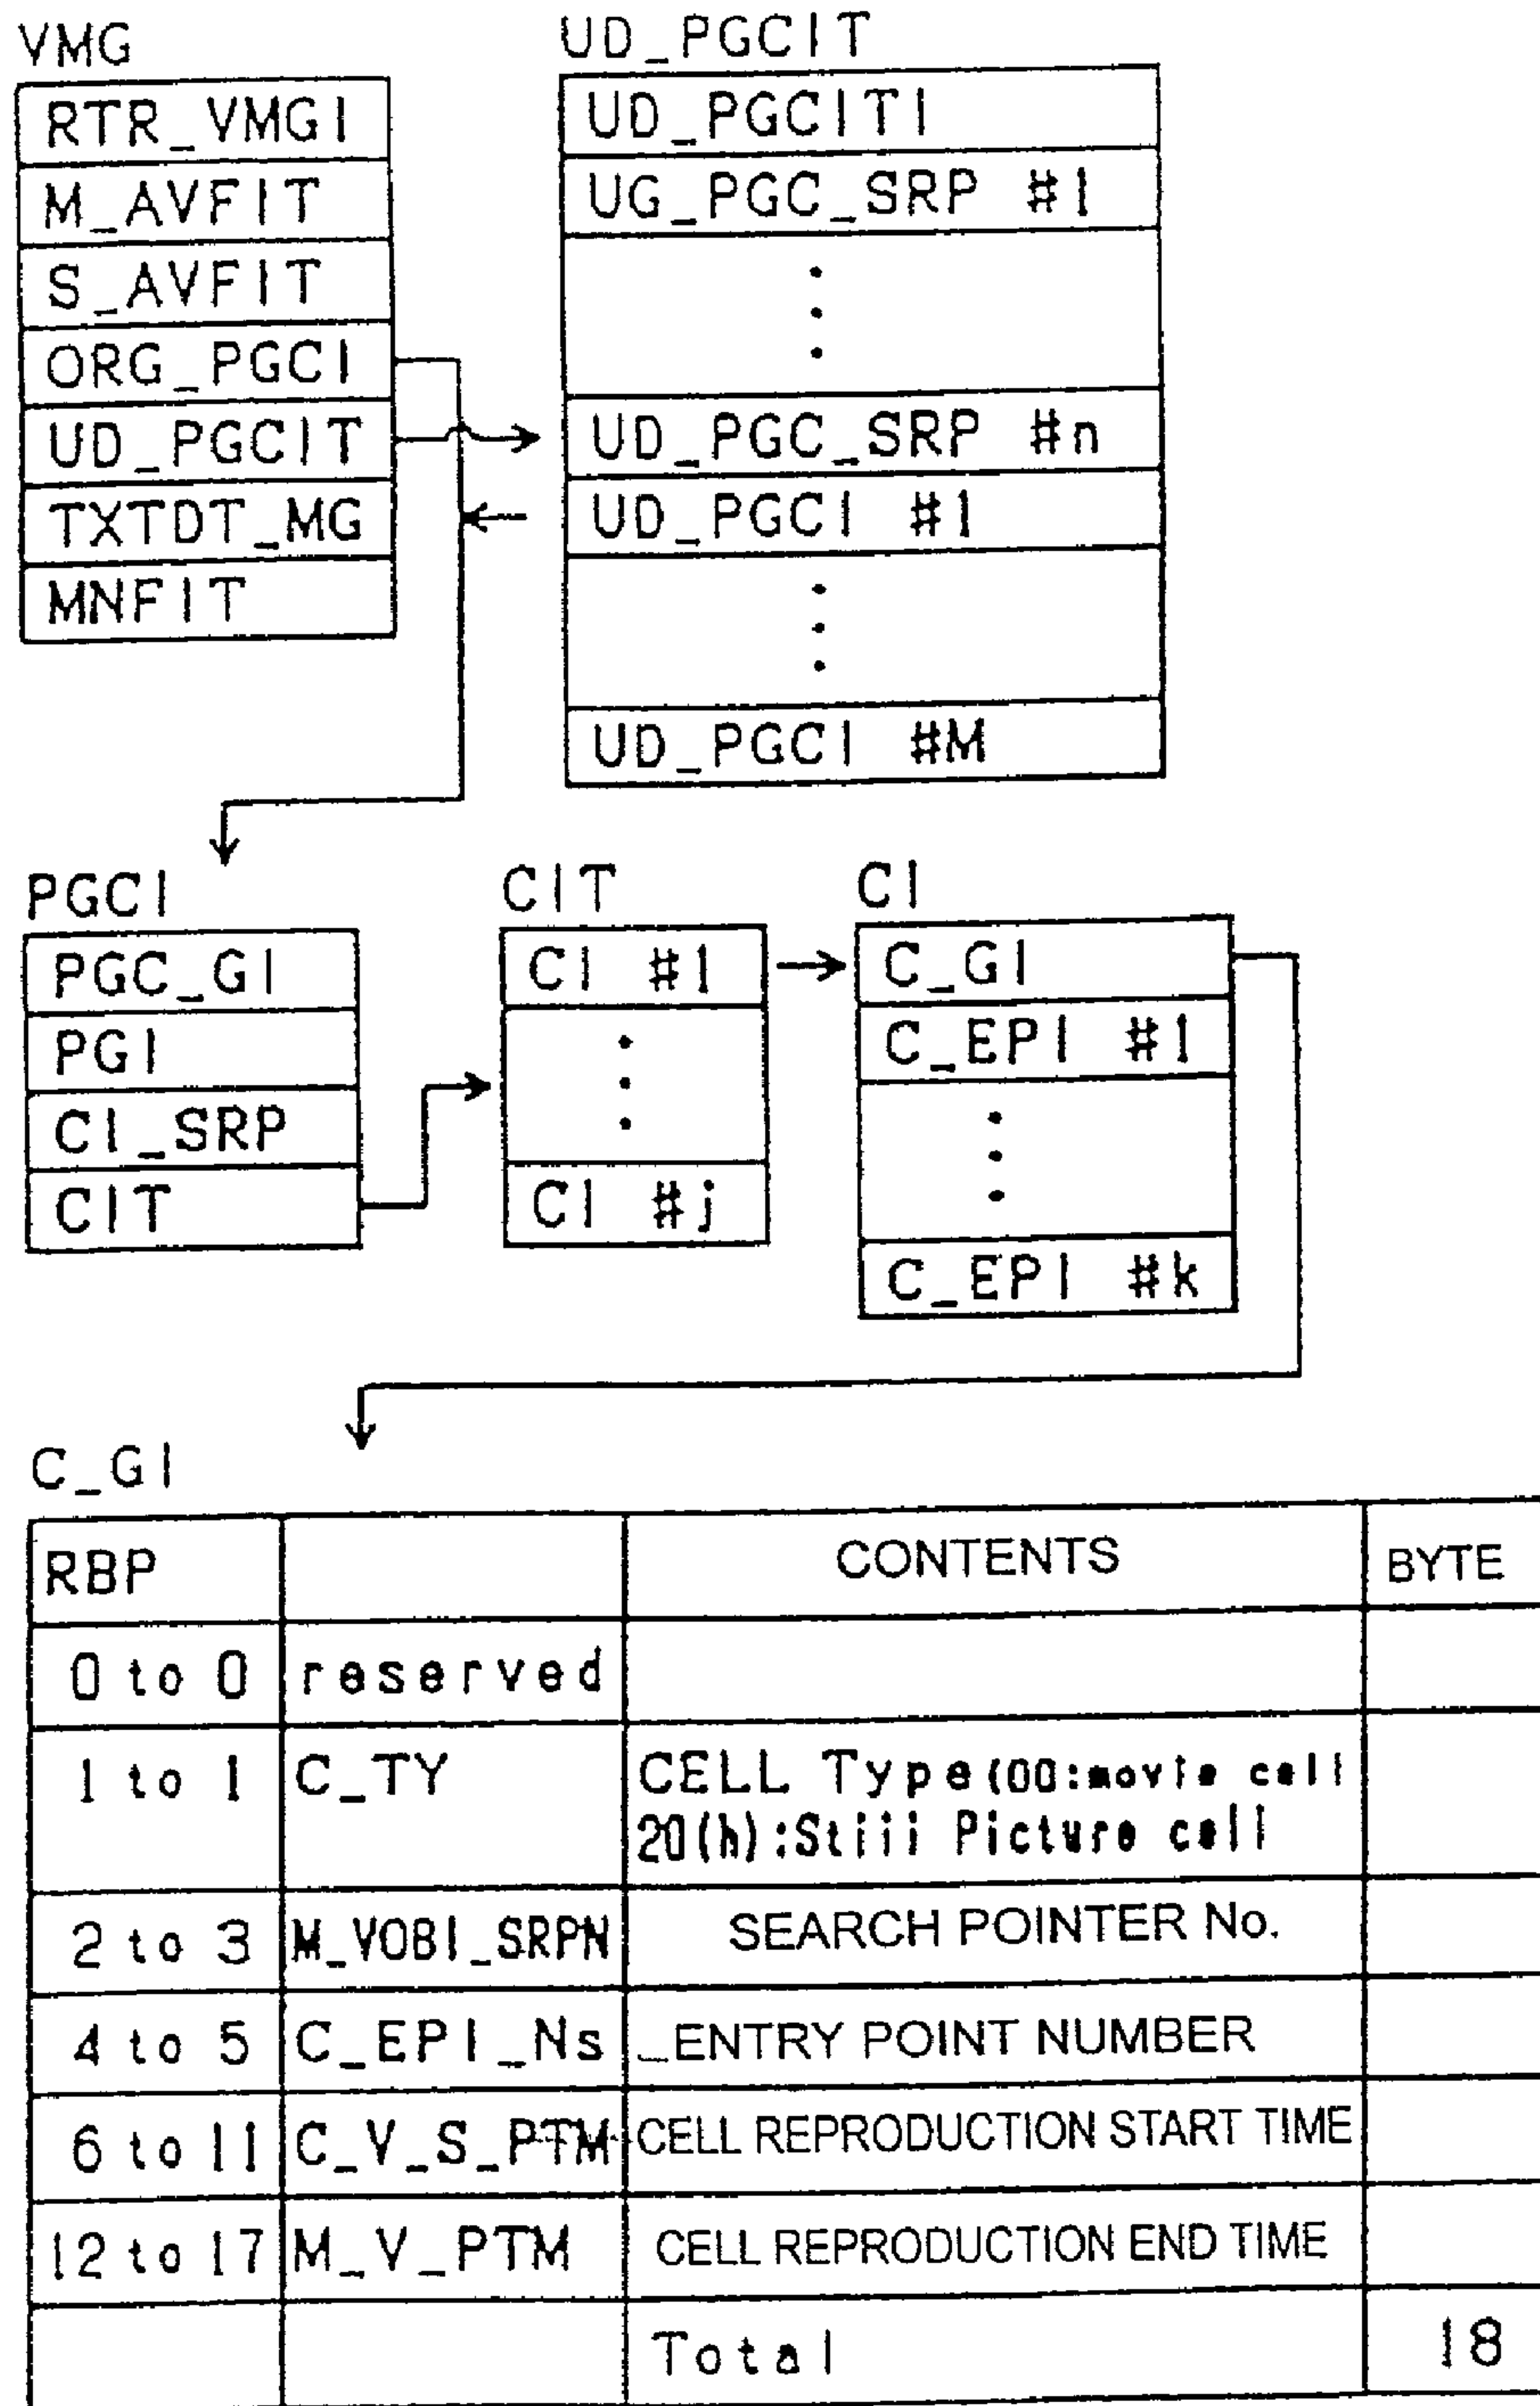 VMG
RTR_VMGI
M_AVFIT
S_AVFIT
ORG_PGCI
UD_PGCIT
TXTDT_MG
MNFIT
UD_PGCIT
UD_PGCITI
UG_PGC_SRP #1
UD_PGC_SRP #n
UD_PGCI #1
UD_PGCI #M
PGCI
PGC_GI
PGI
CI_SRP
CIT
CIT
CI #1
CI #j
CI
C_GI
C_EPI #1
C_EPI #k
C_GI
RBP CONTENTS BYTE
0 to 0 reserved
1 to 1 C_TY CELL Type(00:movie cell
20(h):Stiii Picture cell
2 to 3 M_VOBI_SRPN SEARCH POINTER No.
4 to 5 C_EPI_Ns _ENTRY POINT NUMBER
6 to 11 C_V_S_PTM CELL REPRODUCTION START TIME
12 to 17 M_V_PTM CELL REPRODUCTION END TIME
Total 18